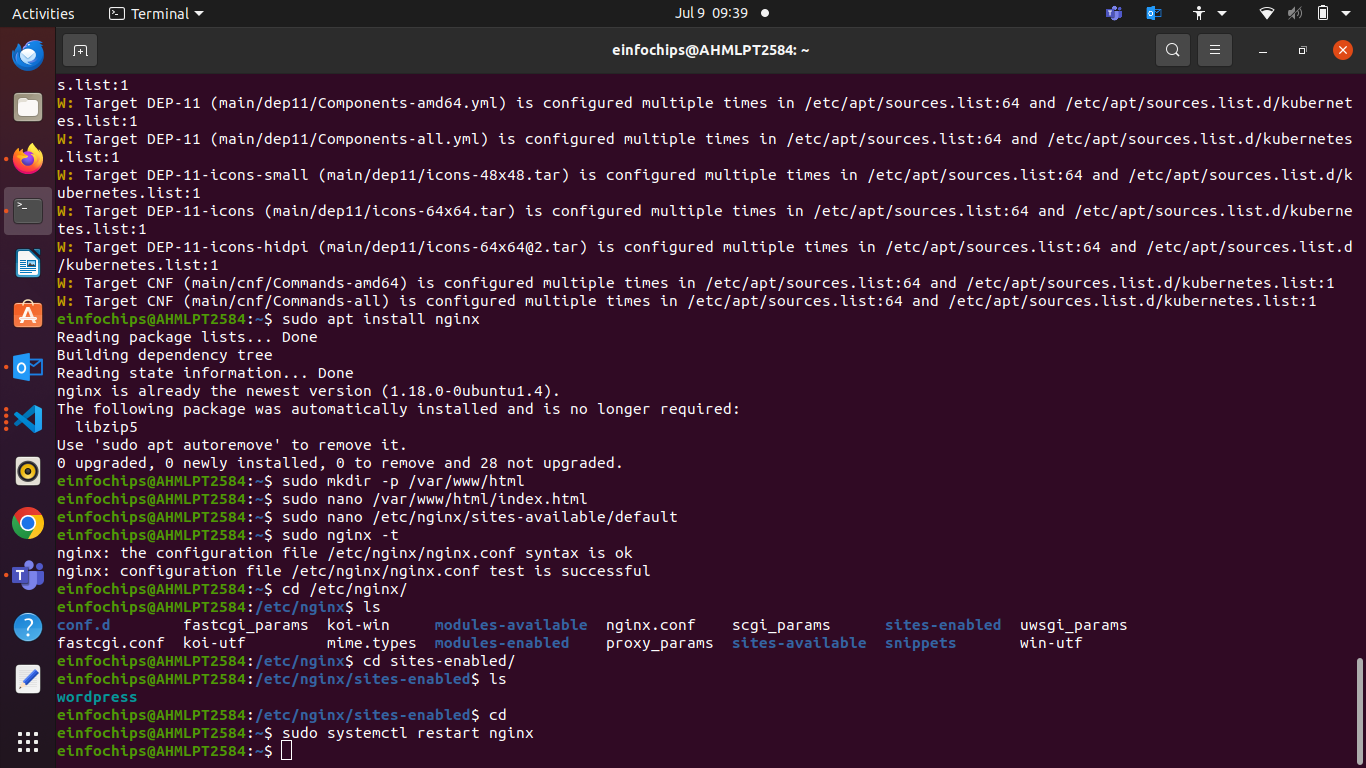 Activities
Terminal
Jul 9 09:39
einfochips@AHMLPT2584: ~
s.list:1
W: Target DEP-11 (main/dep11/Components-amd64.yml) is configured multiple times in /etc/apt/sources.list:64 and /etc/apt/sources.list.d/kubernet
es.list:1
W: Target DEP-11 (main/dep11/Components-all.yml) is configured multiple times in /etc/apt/sources.list:64 and /etc/apt/sources.list.d/kubernetes
.list:1
W: Target DEP-11-icons-small (main/dep11/icons-48x48.tar) is configured multiple times in /etc/apt/sources.list:64 and /etc/apt/sources.list.d/k
ubernetes.list:1
W: Target DEP-11-icons (main/dep11/icons-64x64.tar) is configured multiple times in /etc/apt/sources.list:64 and /etc/apt/sources.list.d/kuberne
tes.list:1
W: Target DEP-11-icons-hidpi (main/dep11/icons-64x64@2.tar) is configured multiple times in /etc/apt/sources.list:64 and /etc/apt/sources.list.d
/kubernetes.list:1
W: Target CNF (main/cnf/Commands-amd64) is configured multiple times in /etc/apt/sources.list:64 and /etc/apt/sources.list.d/kubernetes.list:1
W: Target CNF (main/cnf/Commands-all) is configured multiple times in /etc/apt/sources.list:64 and /etc/apt/sources.list.d/kubernetes.list:1
einfochips@AHMLPT2584:~$ sudo apt install nginx
Reading package lists... Done
Building dependency tree
Reading state information... Done
nginx is already the newest version (1.18.0-0ubuntu1.4).
The following package was automatically installed and is no longer required:
  libzip5
Use 'sudo apt autoremove' to remove it.
0 upgraded, 0 newly installed, 0 to remove and 28 not upgraded.
einfochips@AHMLPT2584:~$ sudo mkdir -p /var/www/html
einfochips@AHMLPT2584:~$ sudo nano /var/www/html/index.html
einfochips@AHMLPT2584:~$ sudo nano /etc/nginx/sites-available/default
einfochips@AHMLPT2584:~$ sudo nginx -t
nginx: the configuration file /etc/nginx/nginx.conf syntax is ok
nginx: configuration file /etc/nginx/nginx.conf test is successful
einfochips@AHMLPT2584:~$ cd /etc/nginx/
einfochips@AHMLPT2584:/etc/nginx$ ls
conf.d        fastcgi_params  koi-win     modules-available  nginx.conf    scgi_params      sites-enabled  uwsgi_params
fastcgi.conf  koi-utf         mime.types  modules-enabled    proxy_params  sites-available  snippets       win-utf
einfochips@AHMLPT2584:/etc/nginx$ cd sites-enabled/
einfochips@AHMLPT2584:/etc/nginx/sites-enabled$ ls
wordpress
einfochips@AHMLPT2584:/etc/nginx/sites-enabled$ cd
einfochips@AHMLPT2584:~$ sudo systemctl restart nginx
einfochips@AHMLPT2584:~$